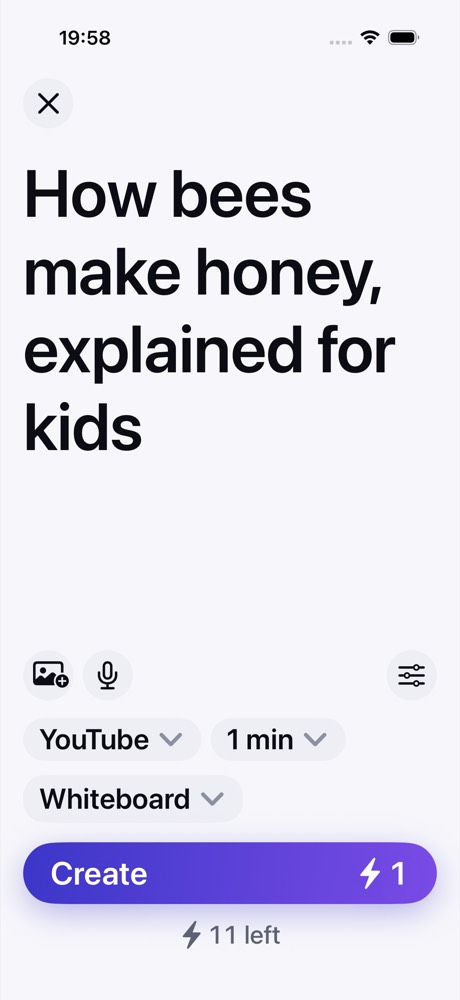 19:58
How bees
make honey,
explained for
kids
YouTube
1 min
Whiteboard
Create 1
11 left